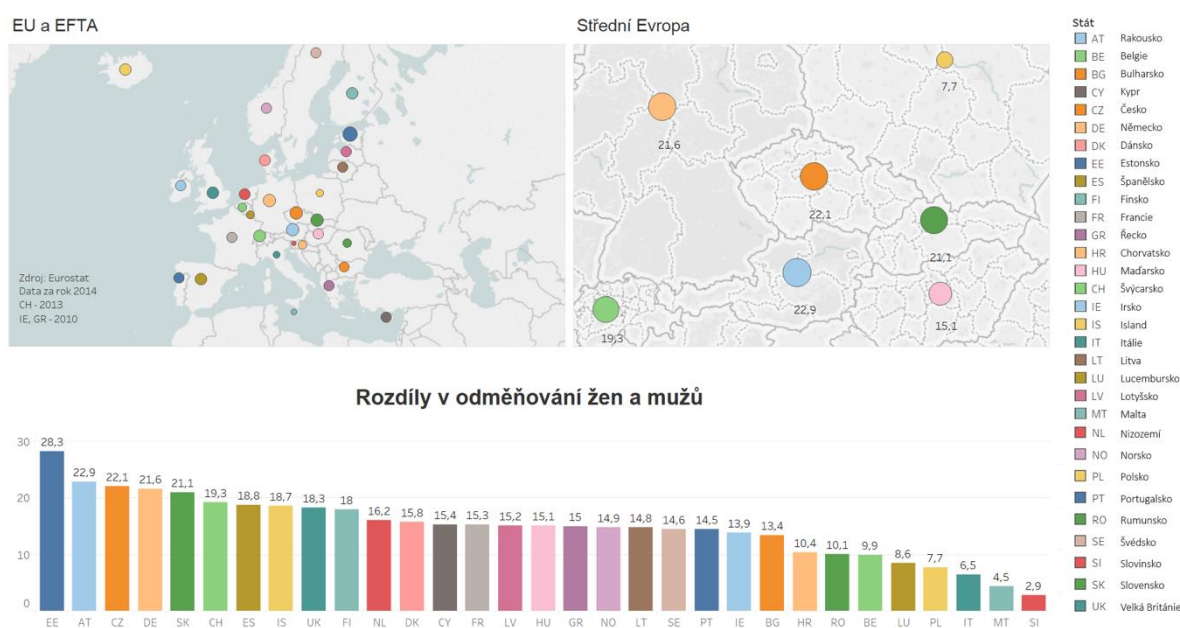 EU a EFTA
Zdroj: Eurostat
Data za rok 2014
CH - 2013
IE, GR - 2010
Střední Evropa
7,7
21,6
22,1
21,1
22,9
15,1
19,3
Stát
AT Rakousko
BE Belgie
BG Bulharsko
CY Kypr
CZ Česko
DE Německo
DK Dánsko
EE Estonsko
ES Španělsko
FI Finsko
FR Francie
GR Řecko
HR Chorvatsko
HU Maďarsko
CH Švýcarsko
IE Irsko
IS Island
IT Itálie
LT Litva
LU Lucembursko
LV Lotyšsko
MT Malta
NL Nizozemí
NO Norsko
PL Polsko
PT Portugalsko
RO Rumunsko
SE Švédsko
SI Slovinsko
SK Slovensko
UK Velká Británie
Rozdíly v odměňování žen a mužů
30
20
10
0
28,3 22,9 22,1 21,6 21,1 19,3 18,8 18,7 18,3 18 16,2 15,8 15,4 15,3 15,2 15,1 15 14,9 14,8 14,6 14,5 13,9 13,4 10,4 10,1 9,9 8,6 7,7 6,5 4,5 2,9
EE AT CZ DE SK CH ES IS UK FI NL DK CY FR LV HU GR NO LT SE PT IE BG HR RO BE LU PL IT MT SI